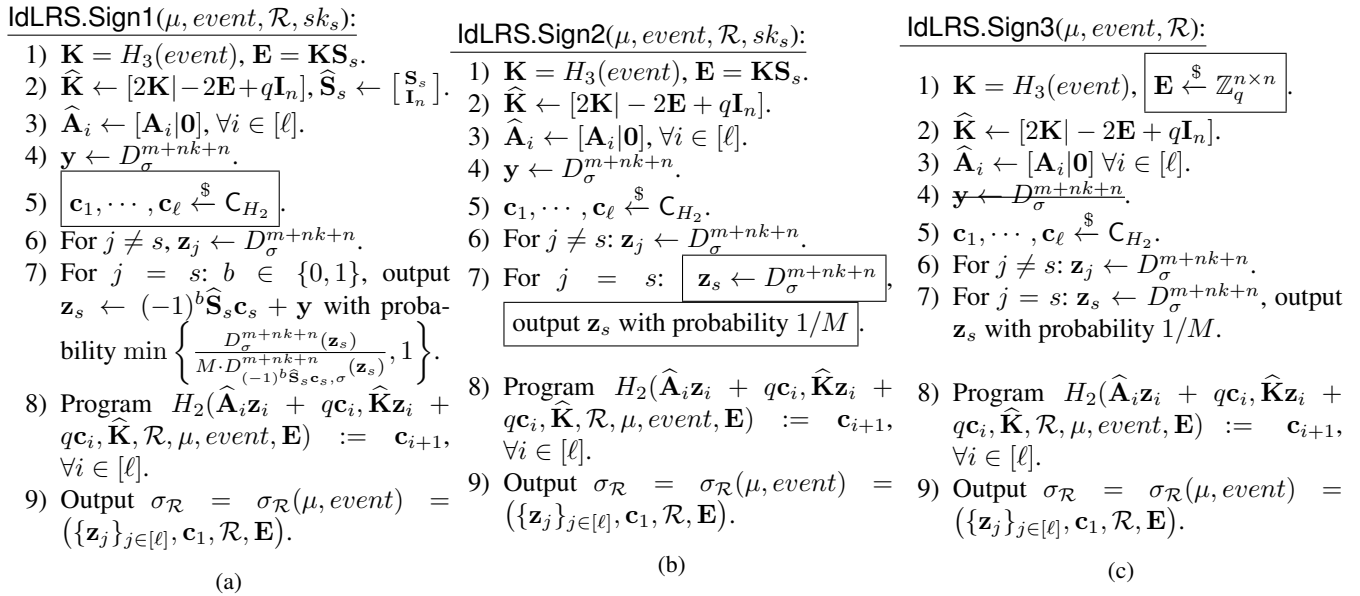 IdLRS.Sign1(μ, event, R, sk_s):
1) K = H_3(event), E = KS_s.
2) K̂ ← [2K|−2E+qI_n], Ŝ_s ← [S_s I_n].
3) Â_i ← [A_i|0], ∀i ∈ [ℓ].
4) y ← D_σ^{m+nk+n}.
5) c_1, ⋯, c_ℓ ←$ C_{H_2}.
6) For j ≠ s, z_j ← D_σ^{m+nk+n}.
7) For j = s: b ∈ {0, 1}, output
z_s ← (−1)^b Ŝ_s c_s + y with proba-
bility min { D_σ^{m+nk+n}(z_s) / M·D_{(−1)^b Ŝ_s c_s,σ}^{m+nk+n}(z_s), 1 }.
8) Program H_2(Â_i z_i + qc_i, K̂z_i +
qc_i, K̂, R, μ, event, E) := c_{i+1},
∀i ∈ [ℓ].
9) Output σ_R = σ_R(μ, event) =
({z_j}_{j∈[ℓ]}, c_1, R, E).
(a)
IdLRS.Sign2(μ, event, R, sk_s):
1) K = H_3(event), E = KS_s.
2) K̂ ← [2K| − 2E + qI_n].
3) Â_i ← [A_i|0], ∀i ∈ [ℓ].
4) y ← D_σ^{m+nk+n}.
5) c_1, ⋯, c_ℓ ←$ C_{H_2}.
6) For j ≠ s: z_j ← D_σ^{m+nk+n}.
7) For j = s: z_s ← D_σ^{m+nk+n},
output z_s with probability 1/M.
8) Program H_2(Â_i z_i + qc_i, K̂z_i +
qc_i, K̂, R, μ, event, E) := c_{i+1},
∀i ∈ [ℓ].
9) Output σ_R = σ_R(μ, event) =
({z_j}_{j∈[ℓ]}, c_1, R, E).
(b)
IdLRS.Sign3(μ, event, R):
1) K = H_3(event), E ←$ Z_q^{n×n}.
2) K̂ ← [2K| − 2E + qI_n].
3) Â_i ← [A_i|0] ∀i ∈ [ℓ].
4) y ← D_σ^{m+nk+n}.
5) c_1, ⋯, c_ℓ ←$ C_{H_2}.
6) For j ≠ s: z_j ← D_σ^{m+nk+n}.
7) For j = s: z_s ← D_σ^{m+nk+n}, output
z_s with probability 1/M.
8) Program H_2(Â_i z_i + qc_i, K̂z_i +
qc_i, K̂, R, μ, event, E) := c_{i+1},
∀i ∈ [ℓ].
9) Output σ_R = σ_R(μ, event) =
({z_j}_{j∈[ℓ]}, c_1, R, E).
(c)